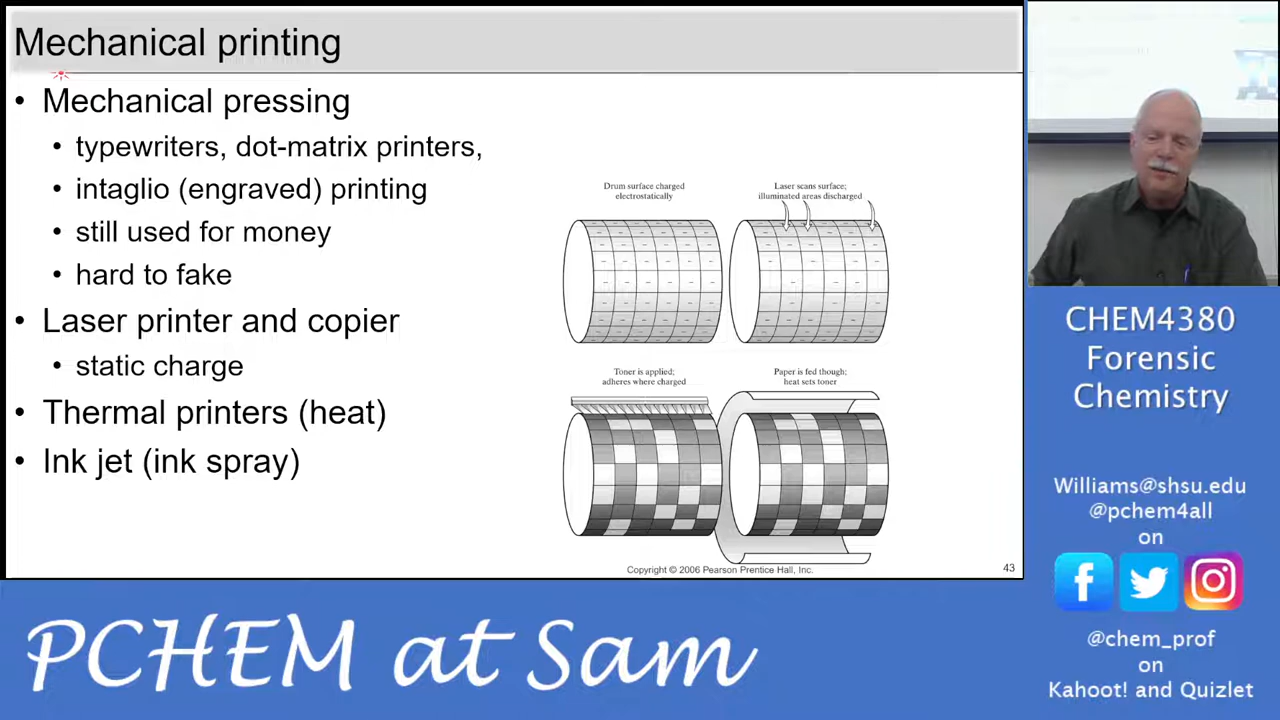 Mechanical printing
• Mechanical pressing
• typewriters, dot-matrix printers,
• intaglio (engraved) printing
• still used for money
• hard to fake
• Laser printer and copier
• static charge
• Thermal printers (heat)
• Ink jet (ink spray)
Drum surface charged
electrostatically
Laser scans surface;
illuminated areas discharged
Toner is applied;
adheres where charged
Paper is fed though;
heat sets toner
Copyright © 2006 Pearson Prentice Hall, Inc.
43
CHEM4380
Forensic
Chemistry
Williams@shsu.edu
@pchem4all
on
@chem_prof
on
Kahoot! and Quizlet
PCHEM at Sam